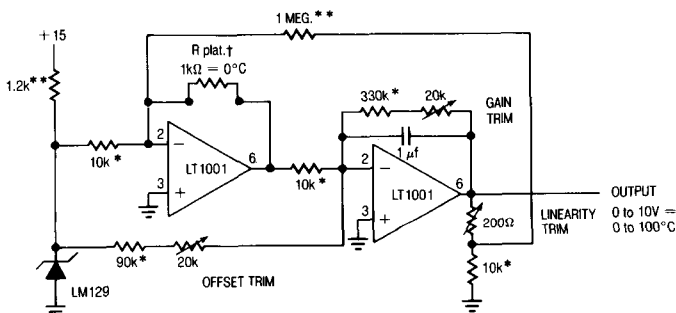 1 MEG.**
+ 15
R plat.†
1kΩ = 0°C
1.2k**
330k*
20k
GAIN
TRIM
10k*
2
−
LT1001
6
3
+
10k*
1 µf
2
−
LT1001
6
3
+
OUTPUT
0 to 10V =
0 to 100°C
LINEARITY
TRIM
200Ω
90k*
20k
OFFSET TRIM
10k*
LM129